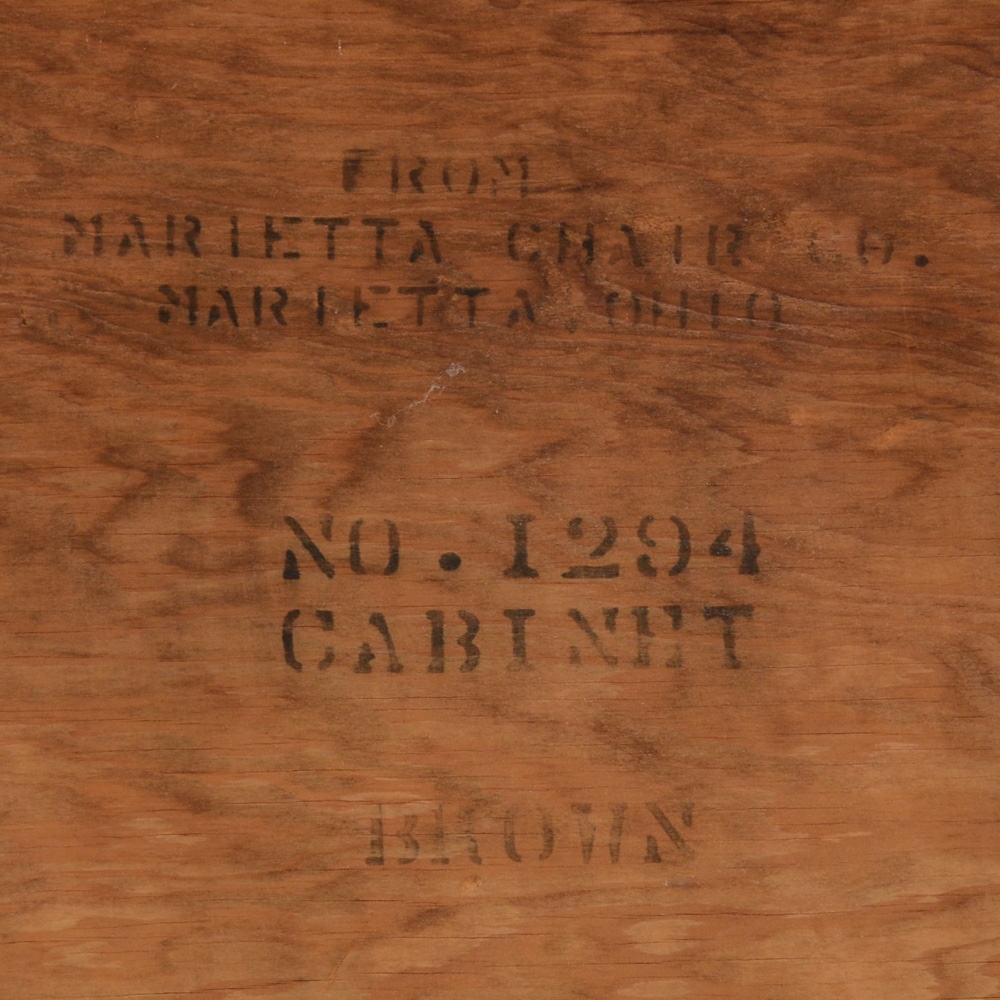 FROM
MARIETTA CHAIR CO.
MARIETTA, OHIO
NO. 1294
CABINET
BROWN